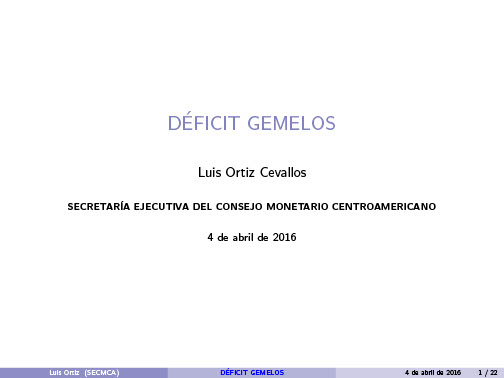 DÉFICIT GEMELOS
Luis Ortiz Cevallos
SECRETARÍA EJECUTIVA DEL CONSEJO MONETARIO CENTROAMERICANO
4 de abril de 2016
Luis Ortiz (SECMCA) DÉFICIT GEMELOS 4 de abril de 2016 1 / 22